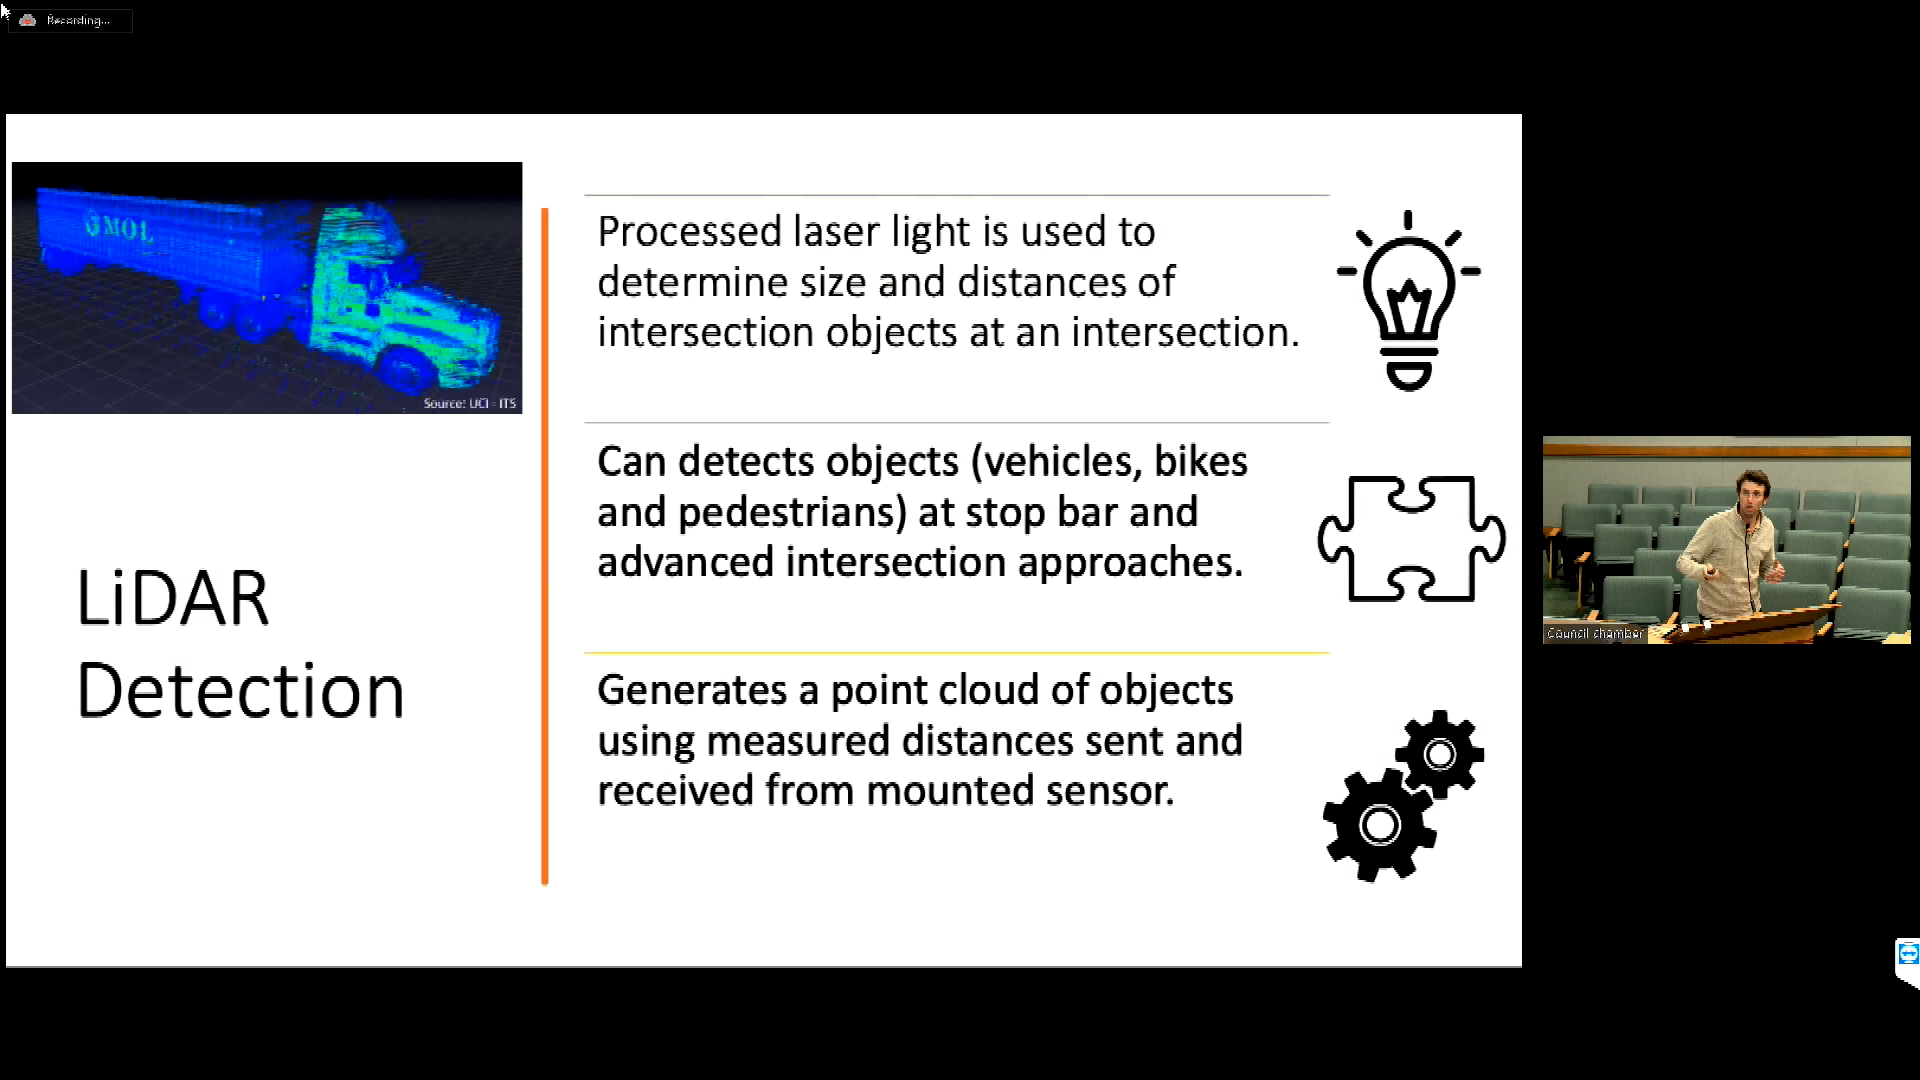 Recording...
MOL
Source: UCI - ITS
LiDAR
Detection
Processed laser light is used to
determine size and distances of
intersection objects at an intersection.
Can detects objects (vehicles, bikes
and pedestrians) at stop bar and
advanced intersection approaches.
Generates a point cloud of objects
using measured distances sent and
received from mounted sensor.
Council chamber